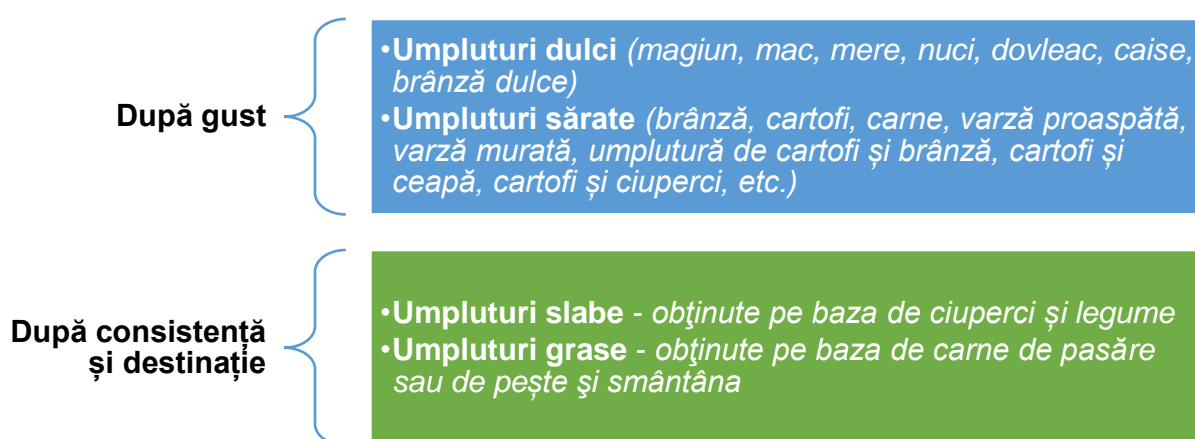 După gust
•Umpluturi dulci (magiun, mac, mere, nuci, dovleac, caise,
brânză dulce)
•Umpluturi sărate (brânză, cartofi, carne, varză proaspătă,
varză murată, umplutură de cartofi și brânză, cartofi și
ceapă, cartofi și ciuperci, etc.)
După consistență
și destinație
•Umpluturi slabe - obţinute pe baza de ciuperci și legume
•Umpluturi grase - obţinute pe baza de carne de pasăre
sau de pește şi smântâna